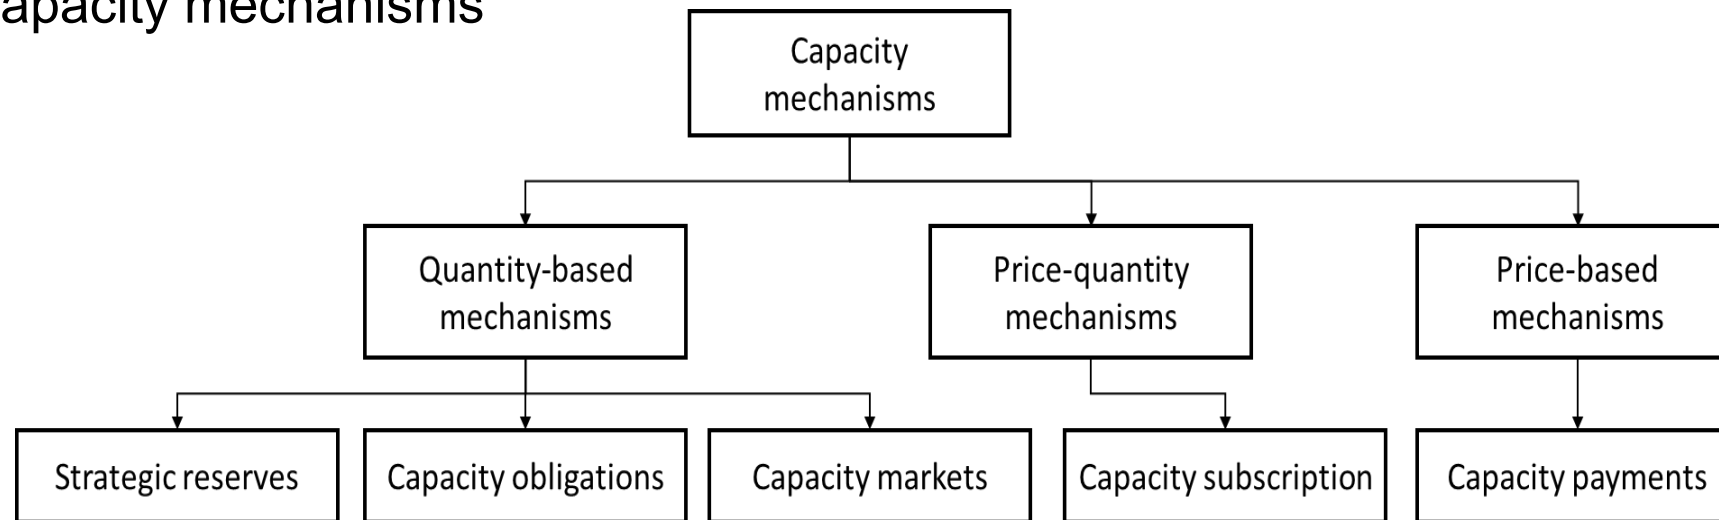 apacity mechanisms
Capacity
mechanisms
Quantity-based
mechanisms
Price-quantity
mechanisms
Price-based
mechanisms
Strategic reserves
Capacity obligations
Capacity markets
Capacity subscription
Capacity payments